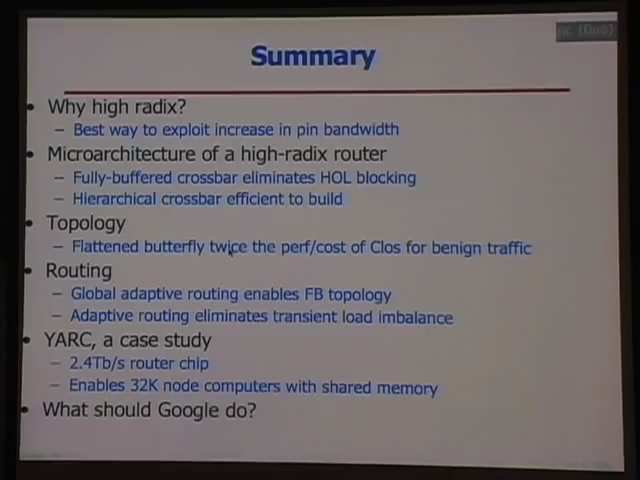 Summary
• Why high radix?
– Best way to exploit increase in pin bandwidth
• Microarchitecture of a high-radix router
– Fully-buffered crossbar eliminates HOL blocking
– Hierarchical crossbar efficient to build
• Topology
– Flattened butterfly twice the perf/cost of Clos for benign traffic
• Routing
– Global adaptive routing enables FB topology
– Adaptive routing eliminates transient load imbalance
• YARC, a case study
– 2.4Tb/s router chip
– Enables 32K node computers with shared memory
• What should Google do?